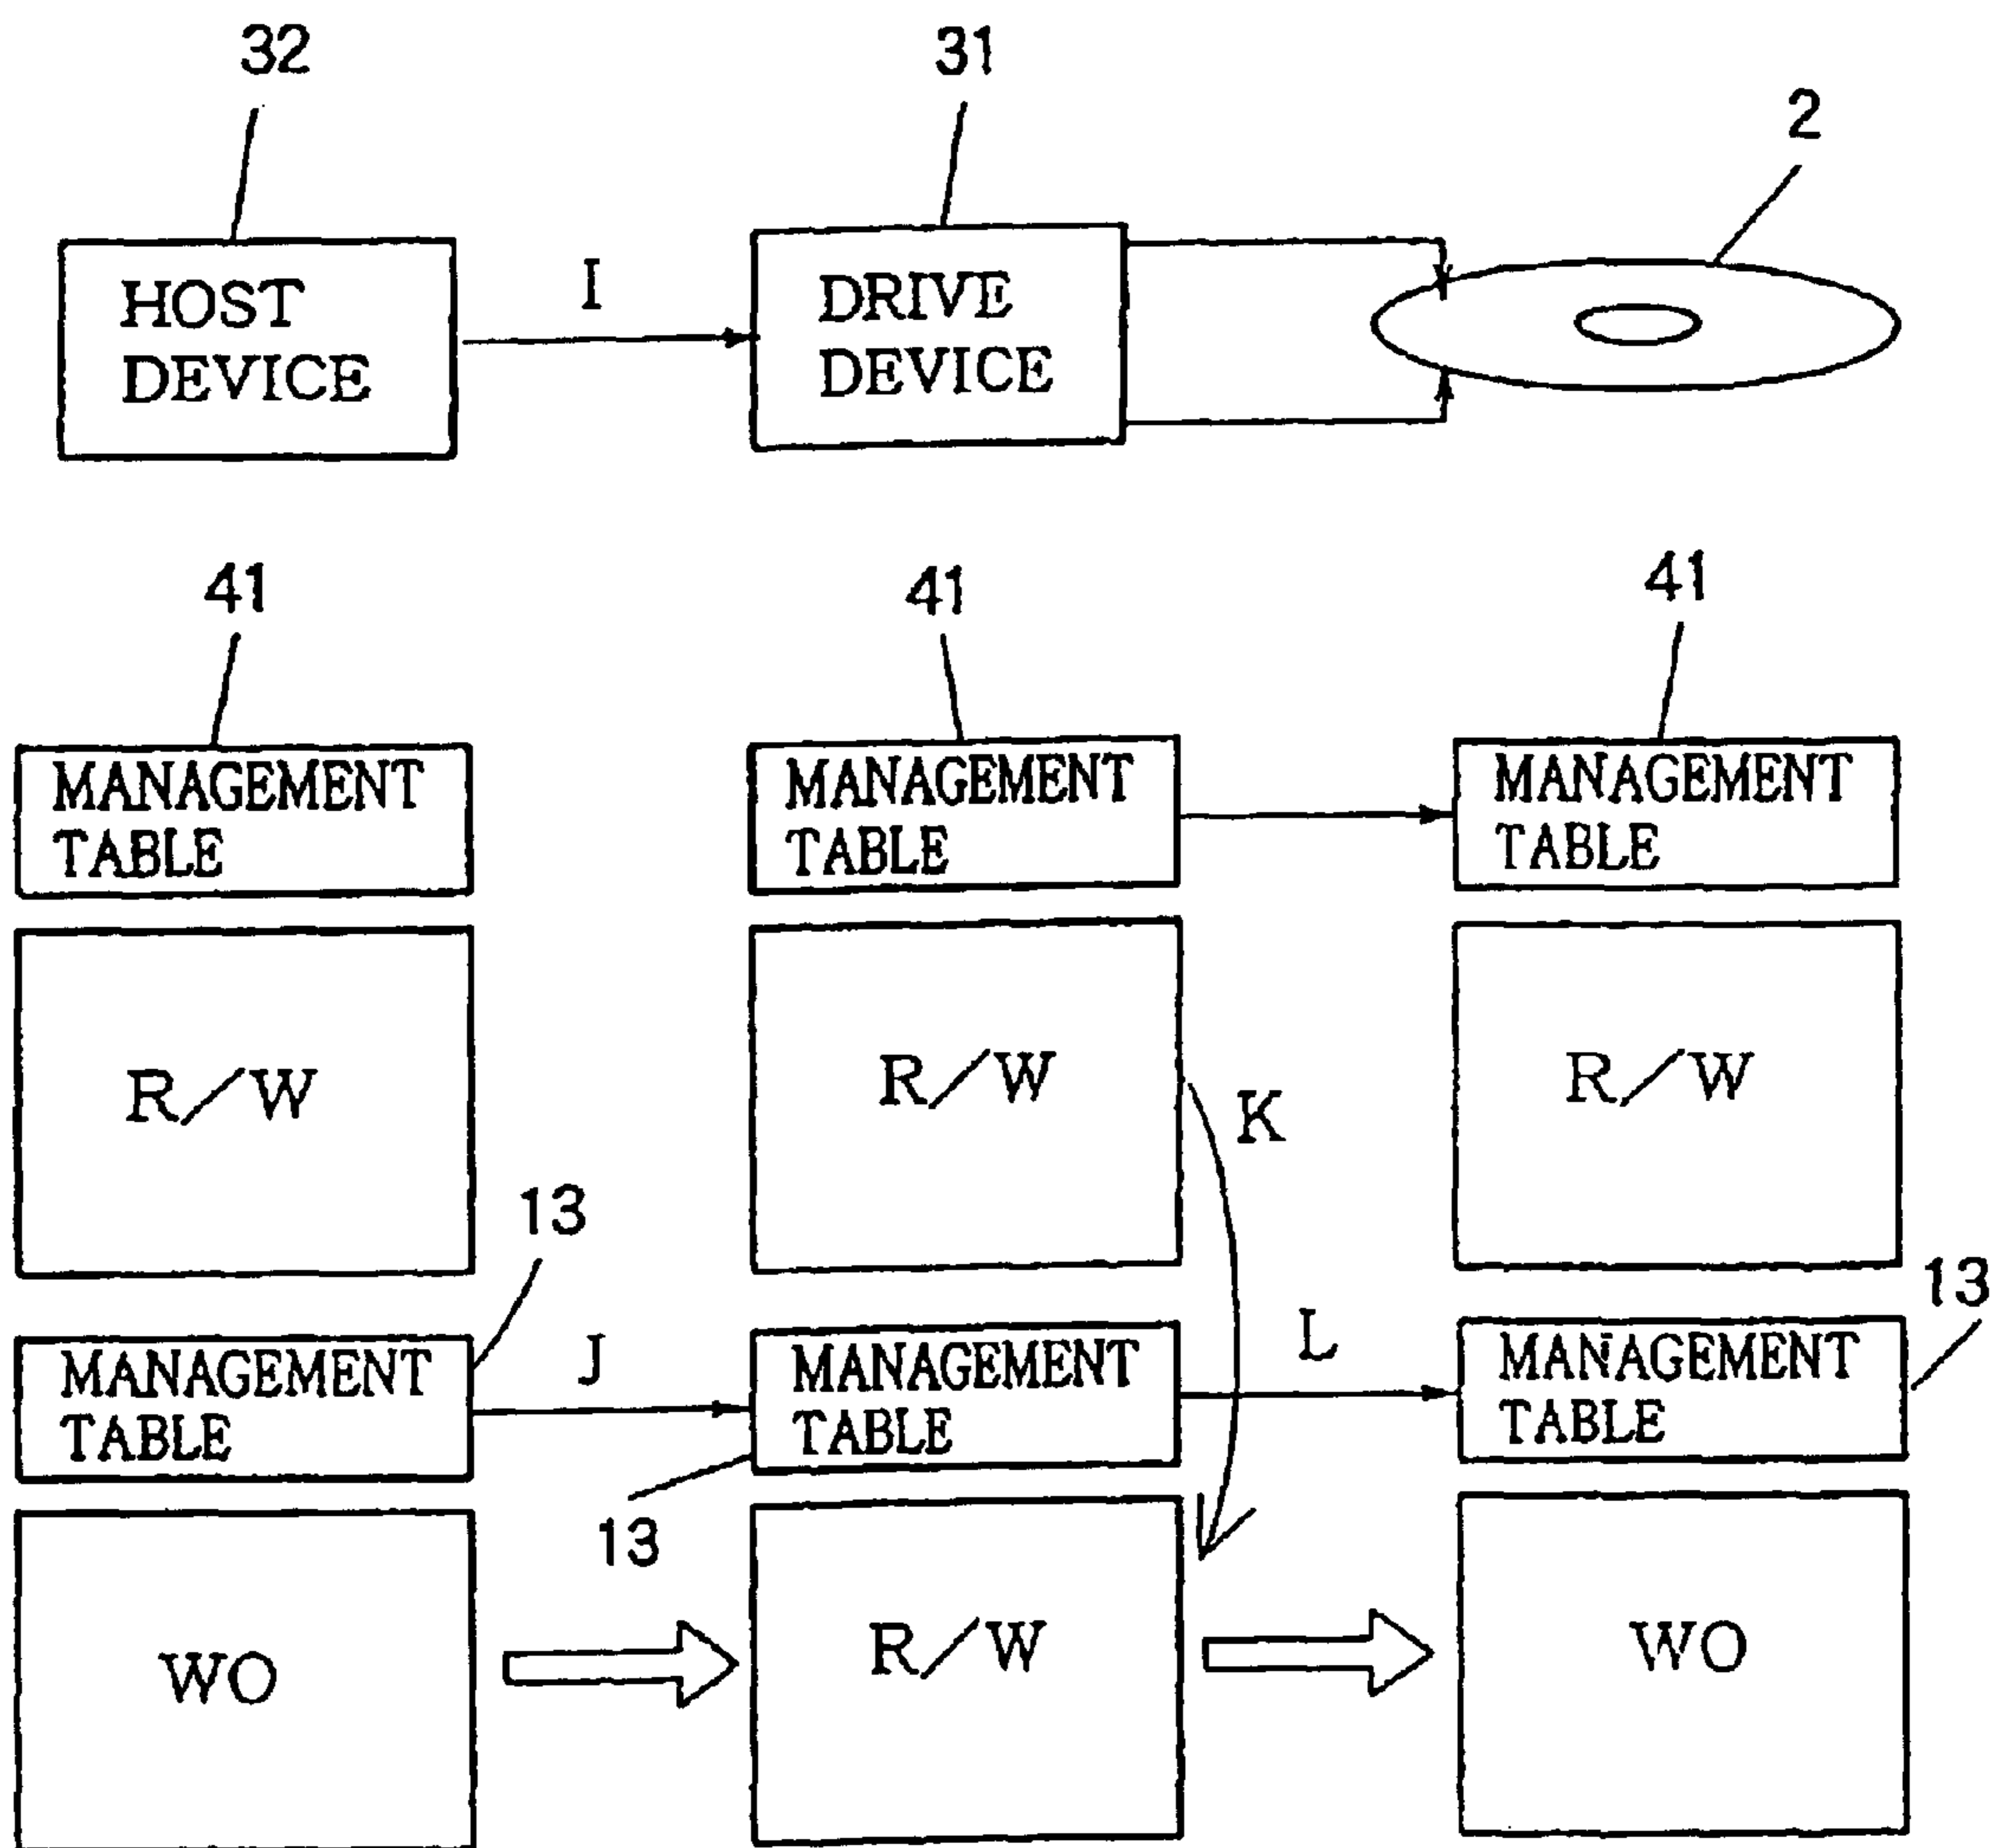 32
31
2
HOST
DEVICE
I
DRIVE
DEVICE
41
41
41
MANAGEMENT
TABLE
MANAGEMENT
TABLE
MANAGEMENT
TABLE
R/W
R/W
R/W
K
13
13
MANAGEMENT
TABLE
J
MANAGEMENT
TABLE
L
MANAGEMENT
TABLE
13
WO
R/W
WO